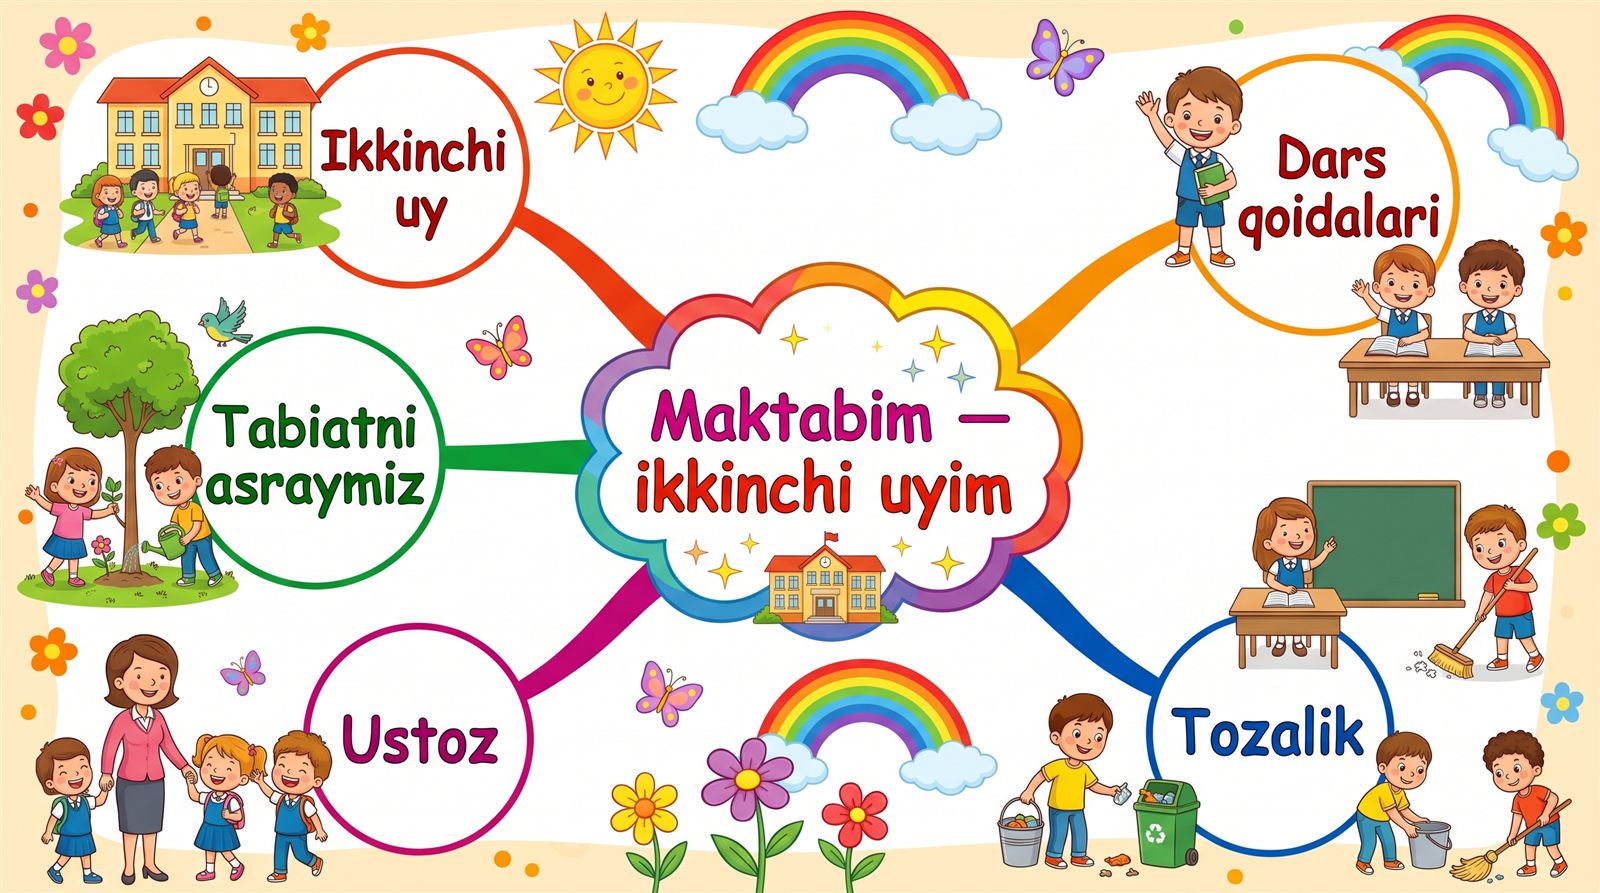 Ikkinchi
uy
Dars
qoidalari
Maktabim —
ikkinchi uyim
Tabiatni
asraymiz
Ustoz
Tozalik